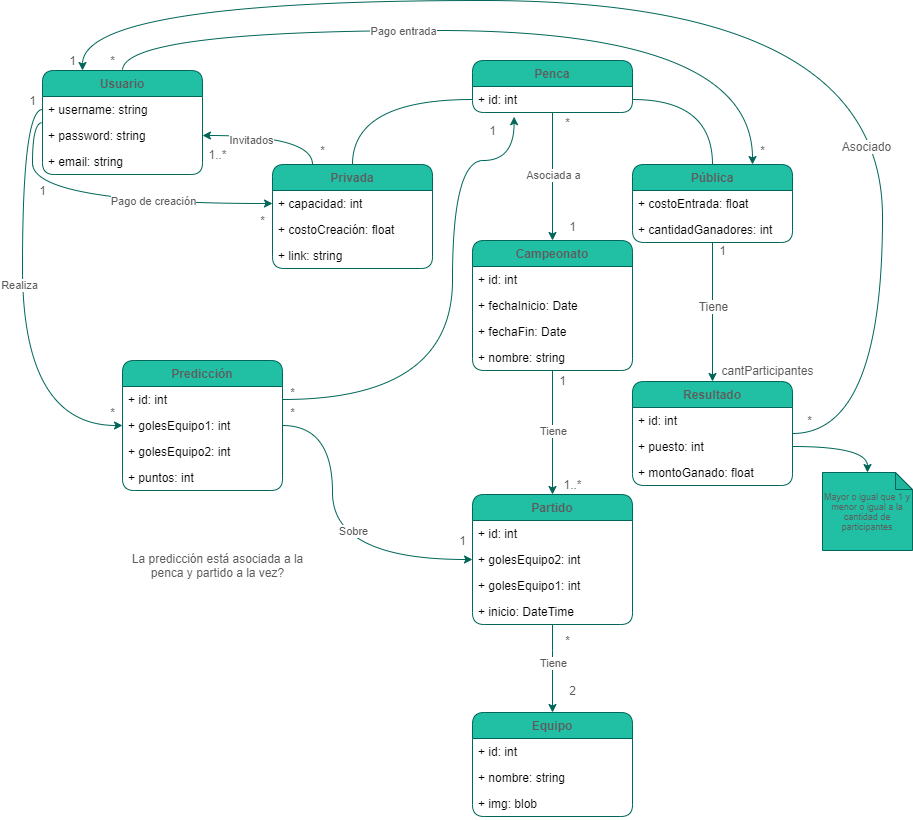 Pago entrada
1
*
Usuario
+ username: string
+ password: string
+ email: string
Penca
+ id: int
1
Invitados
1..*
*
Privada
+ capacidad: int
+ costoCreación: float
+ link: string
1
Pago de creación
*
1
*
Asociada a
1
*
Pública
+ costoEntrada: float
+ cantidadGanadores: int
Asociado
Campeonato
+ id: int
+ fechaInicio: Date
+ fechaFin: Date
+ nombre: string
1
Tiene
cantParticipantes
Realiza
Predicción
+ id: int
+ golesEquipo1: int
+ golesEquipo2: int
+ puntos: int
*
*
*
1
Tiene
1..*
Resultado
+ id: int
+ puesto: int
+ montoGanado: float
*
Mayor o igual que 1 y
menor o igual a la
cantidad de
participantes
Sobre
1
Partido
+ id: int
+ golesEquipo2: int
+ golesEquipo1: int
+ inicio: DateTime
La predicción está asociada a la
penca y partido a la vez?
*
Tiene
2
Equipo
+ id: int
+ nombre: string
+ img: blob